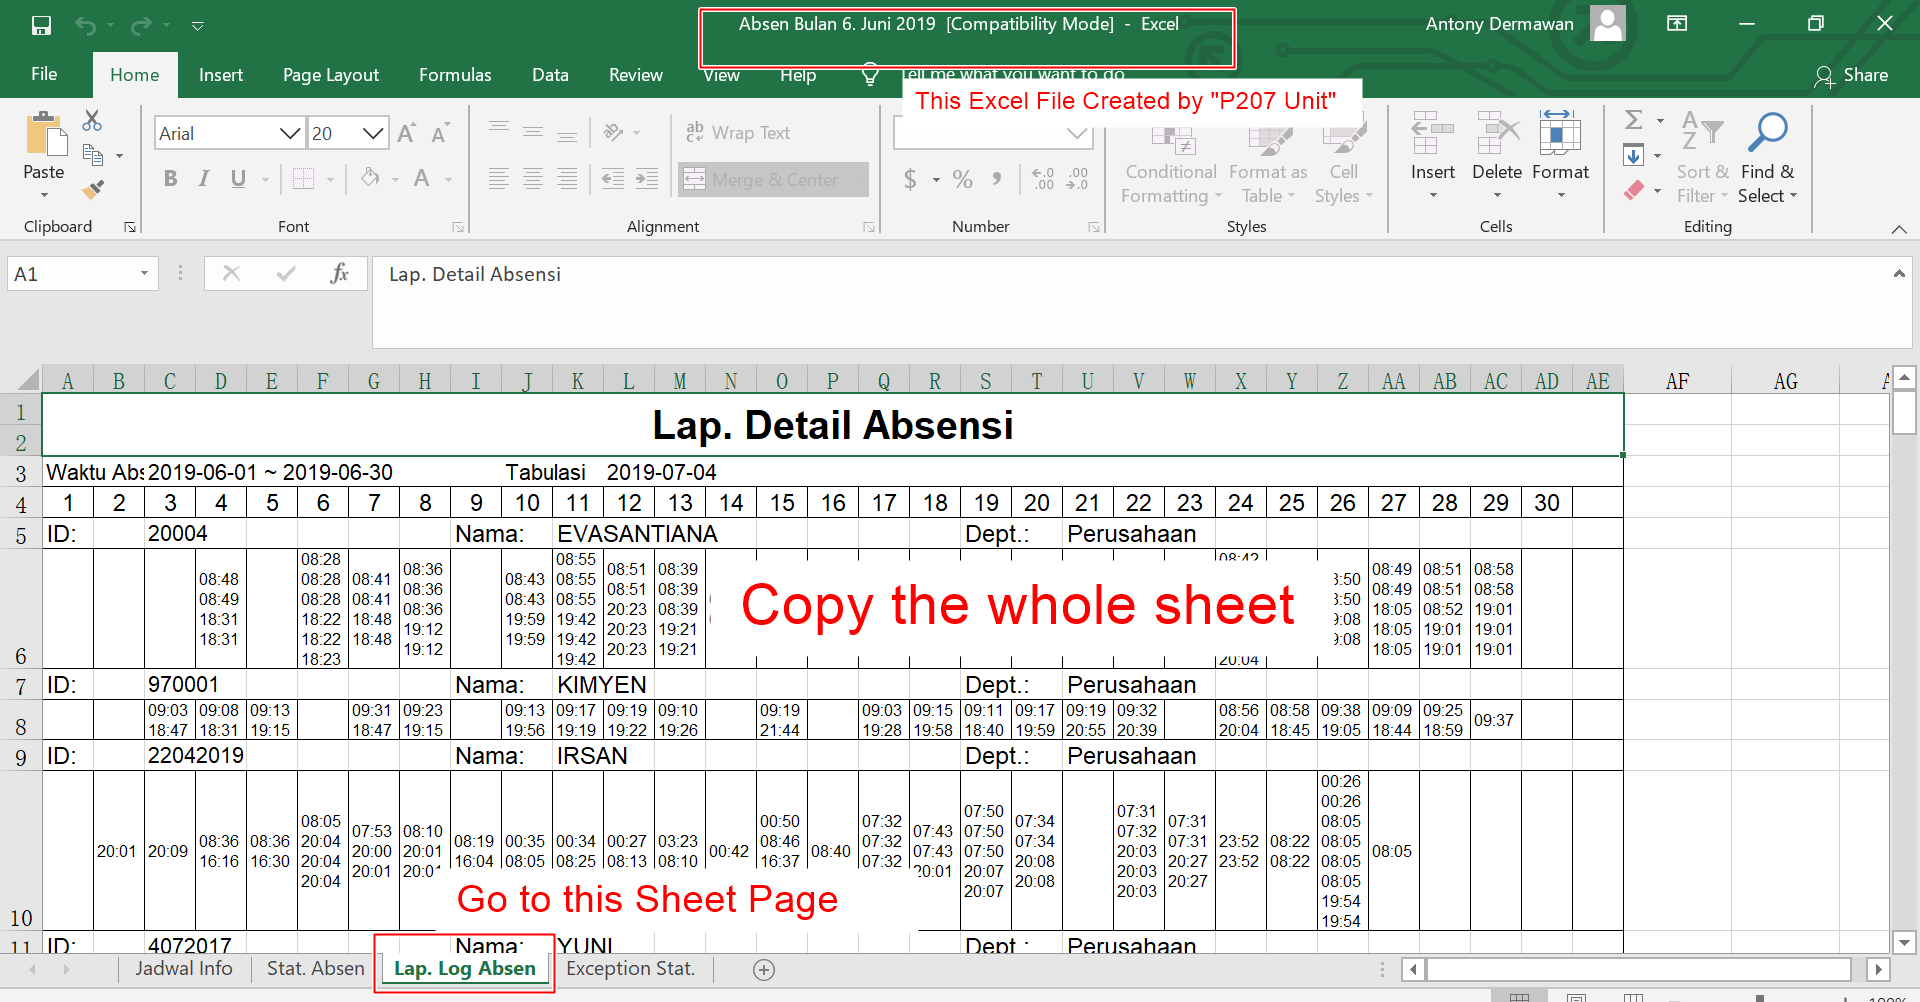 Absen Bulan 6. Juni 2019 [Compatibility Mode] - Excel
Antony Dermawan
File Home Insert Page Layout Formulas Data Review View Help Tell me what you want to do
Share
This Excel File Created by "P207 Unit"
Paste
Clipboard
Arial 20
B I U A
Font
ab Wrap Text
Merge & Center
Alignment
$ % ,
Number
Conditional Formatting
Format as Table
Cell Styles
Styles
Insert Delete Format
Cells
Sort & Filter
Find & Select
Editing
A1
fx
Lap. Detail Absensi
A B C D E F G H I J K L M N O P Q R S T U V W X Y Z AA AB AC AD AE AF AG
1
2
Lap. Detail Absensi
3 Waktu Abs 2019-06-01 ~ 2019-06-30 Tabulasi 2019-07-04
4 1 2 3 4 5 6 7 8 9 10 11 12 13 14 15 16 17 18 19 20 21 22 23 24 25 26 27 28 29 30
5 ID: 20004 Nama: EVASANTIANA Dept.: Perusahaan
08:28 08:55 08:42
08:48 08:28 08:41 08:36 08:43 08:55 08:51 08:39 08:49 08:51 08:58
08:49 08:28 08:41 08:36 08:43 08:55 08:51 08:39 08:49 08:51 08:58
18:31 18:22 18:48 08:36 19:59 19:42 20:23 08:39 18:05 08:52 19:01
18:31 18:22 18:48 19:12 19:59 19:42 20:23 19:21 18:05 19:01 19:01
18:23 19:12 19:42 20:23 19:21 20:04 18:05 19:01 19:01
Copy the whole sheet
6
7 ID: 970001 Nama: KIMYEN Dept.: Perusahaan
09:03 09:08 09:13 09:31 09:23 09:13 09:17 09:19 09:10 09:19 09:03 09:15 09:11 09:17 09:19 09:32 08:56 08:58 09:38 09:09 09:25 09:37
8 18:47 18:31 19:15 18:47 19:15 19:56 19:19 19:22 19:26 21:44 19:28 19:58 18:40 19:59 20:55 20:39 20:04 18:45 19:05 18:44 18:59
9 ID: 22042019 Nama: IRSAN Dept.: Perusahaan
00:26
00:26
07:50 07:31 08:05
08:05 07:53 08:10 00:50 07:32 07:43 07:50 07:34 07:32 07:31 08:05
20:01 20:09 08:36 08:36 20:04 20:00 20:01 08:19 00:35 00:34 00:27 03:23 00:42 08:46 08:40 07:32 07:43 07:50 07:34 20:03 07:31 23:52 08:22 08:05 08:05
16:16 16:30 20:04 20:01 20:01 16:04 08:05 08:25 08:13 08:10 16:37 07:32 20:01 20:07 20:08 20:03 20:27 23:52 08:22 08:05
20:04 20:07 20:08 20:03 20:27 19:54
19:54
Go to this Sheet Page
10
11 ID: 4072017 Nama: YUNI Dept.: Perusahaan
Jadwal Info Stat. Absen Lap. Log Absen Exception Stat.
100%